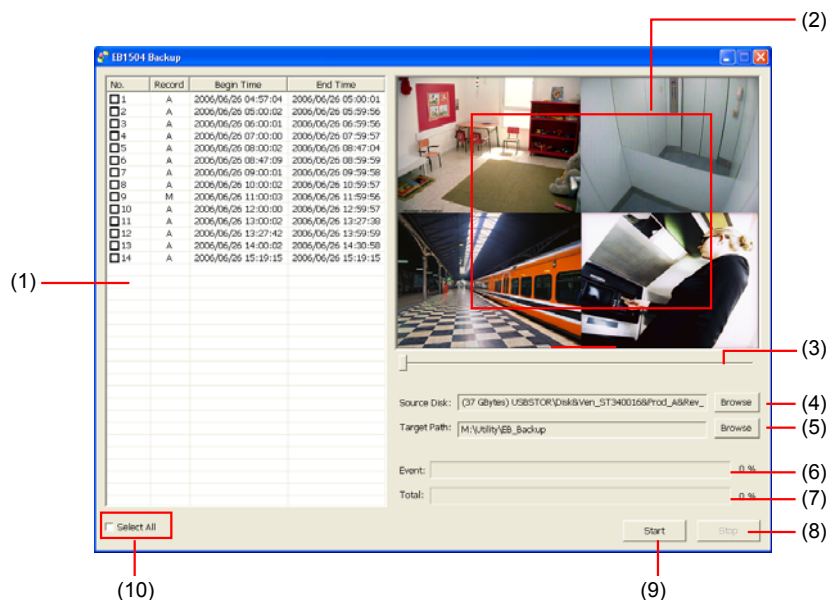 (2)
EB1504 Backup
No. Record Begin Time End Time
1 A 2006/06/26 04:57:04 2006/06/26 05:00:01
2 A 2006/06/26 05:00:02 2006/06/26 05:59:56
3 A 2006/06/26 06:00:01 2006/06/26 06:59:56
4 A 2006/06/26 07:00:00 2006/06/26 07:59:57
5 A 2006/06/26 08:00:02 2006/06/26 08:47:04
6 A 2006/06/26 08:47:09 2006/06/26 08:59:59
7 A 2006/06/26 09:00:01 2006/06/26 09:59:58
8 A 2006/06/26 10:00:02 2006/06/26 10:59:57
9 M 2006/06/26 11:00:03 2006/06/26 11:59:56
10 A 2006/06/26 12:00:00 2006/06/26 12:59:57
11 A 2006/06/26 13:00:02 2006/06/26 13:27:38
12 A 2006/06/26 13:27:42 2006/06/26 13:59:59
13 A 2006/06/26 14:00:02 2006/06/26 14:30:58
14 A 2006/06/26 15:19:15 2006/06/26 15:19:15
(1)
(3)
Source Disk: (37 GBytes) USBSTOR\Disk&Ven_ST340016&Prod_A&Rev_ Browse (4)
Target Path: M:\Utility\EB_Backup Browse (5)
Event: 0 % (6)
Total: 0 % (7)
Select All Start Stop (8)
(10) (9)